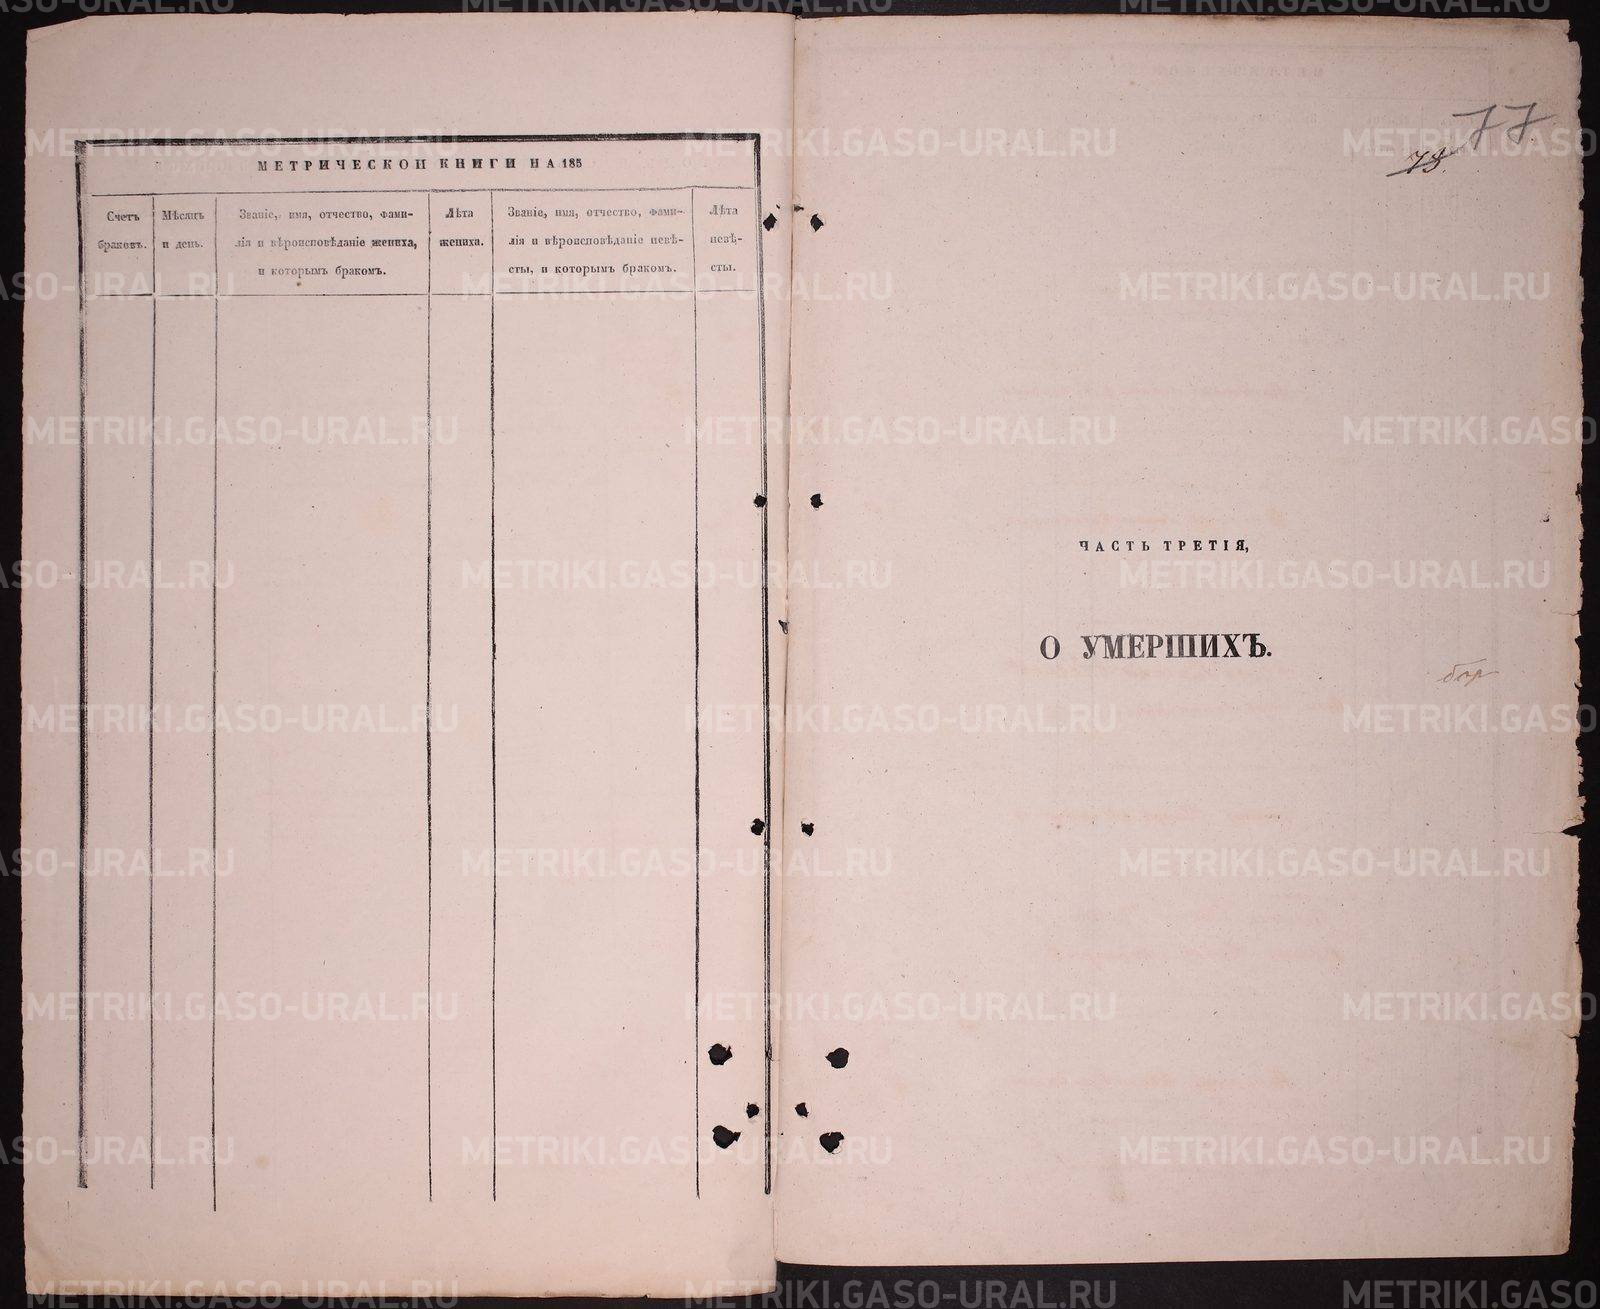 МЕТРИЧЕСКОЙ КНИГИ НА 185
Счетъ
браковъ.
Мѣсяцъ
и день.
Званіе, имя, отчество, фами-
лія и вѣроисповѣданіе жениха,
и которымъ бракомъ.
Лѣта
жениха.
Званіе, имя, отчество, фами-
лія и вѣроисповѣданіе невѣ-
сты, и которымъ бракомъ.
Лѣта
невѣ-
сты.
77
ЧАСТЬ ТРЕТІЯ,
О УМЕРШИХЪ.
METRIKI.GASO-URAL.RU